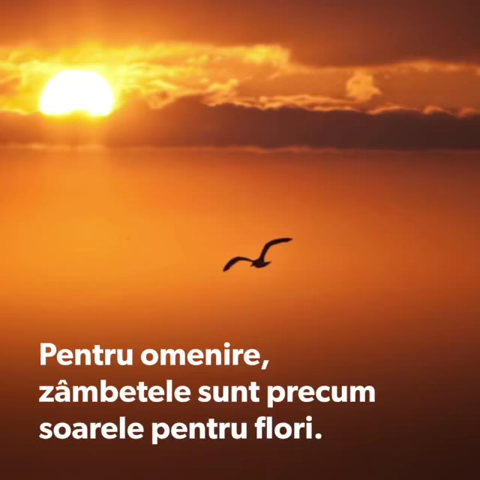 Pentru omenire,
zâmbetele sunt precum
soarele pentru flori.